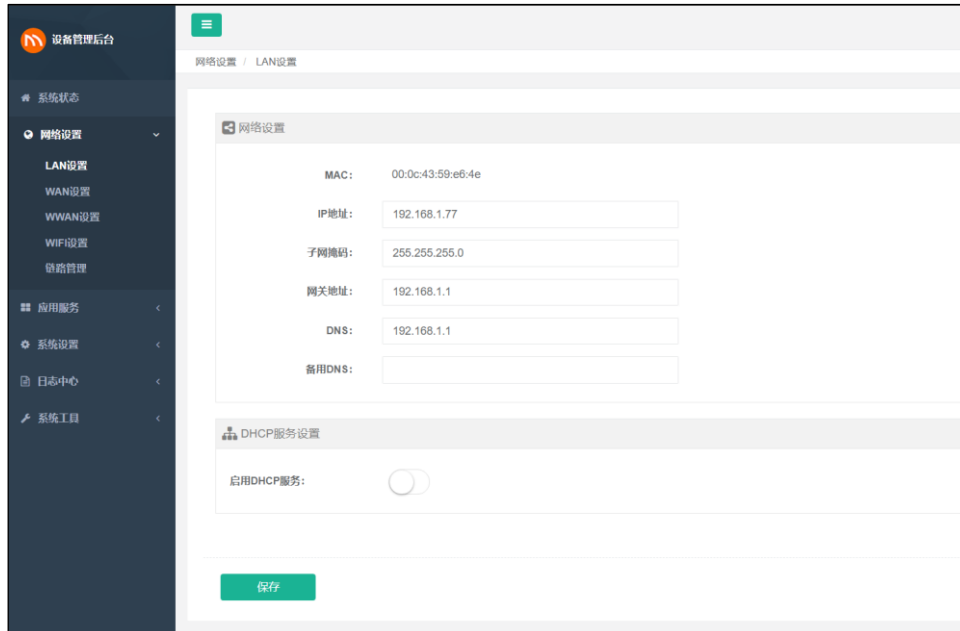 设备管理后台
网络设置 / LAN设置
系统状态
网络设置
LAN设置
WAN设置
WWAN设置
WIFI设置
链路管理
应用服务
系统设置
日志中心
系统工具
网络设置
MAC: 00:0c:43:59:e6:4e
IP地址: 192.168.1.77
子网掩码: 255.255.255.0
网关地址: 192.168.1.1
DNS: 192.168.1.1
备用DNS:
DHCP服务设置
启用DHCP服务:
保存